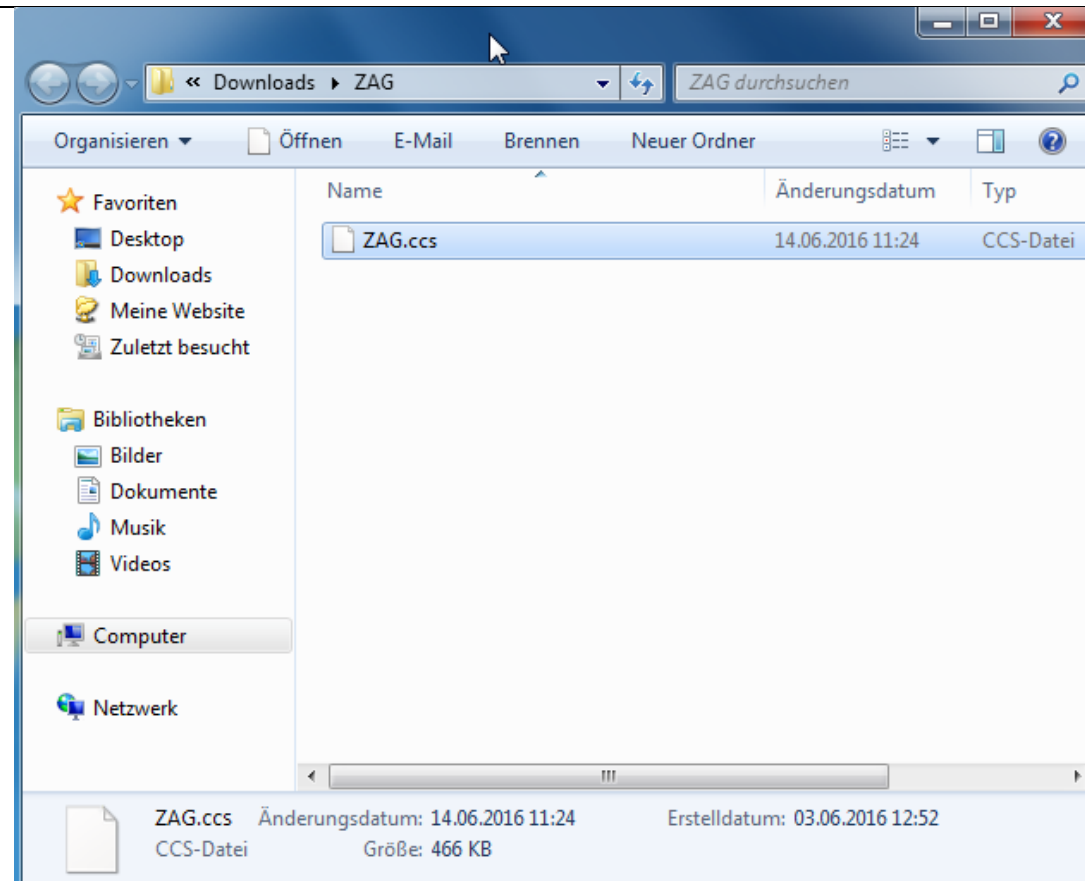 « Downloads ▸ ZAG
ZAG durchsuchen
Organisieren Öffnen E-Mail Brennen Neuer Ordner
Name Änderungsdatum Typ
ZAG.ccs 14.06.2016 11:24 CCS-Datei
Favoriten
Desktop
Downloads
Meine Website
Zuletzt besucht
Bibliotheken
Bilder
Dokumente
Musik
Videos
Computer
Netzwerk
ZAG.ccs Änderungsdatum: 14.06.2016 11:24 Erstelldatum: 03.06.2016 12:52
CCS-Datei Größe: 466 KB